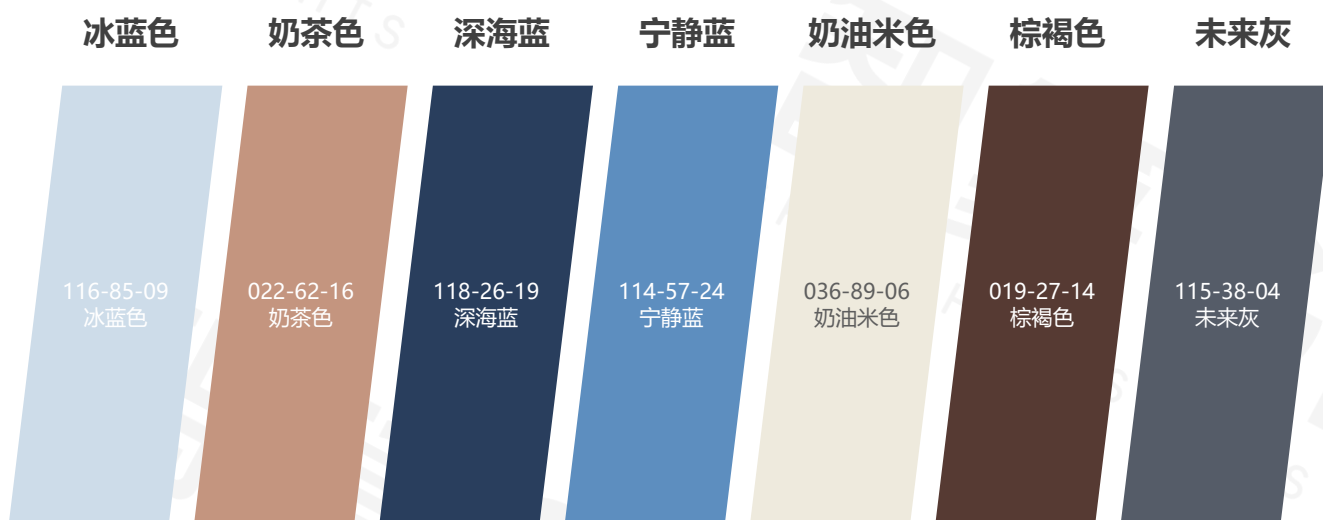 冰蓝色 奶茶色 深海蓝 宁静蓝 奶油米色 棕褐色 未来灰
116-85-09
冰蓝色
022-62-16
奶茶色
118-26-19
深海蓝
114-57-24
宁静蓝
036-89-06
奶油米色
019-27-14
棕褐色
115-38-04
未来灰